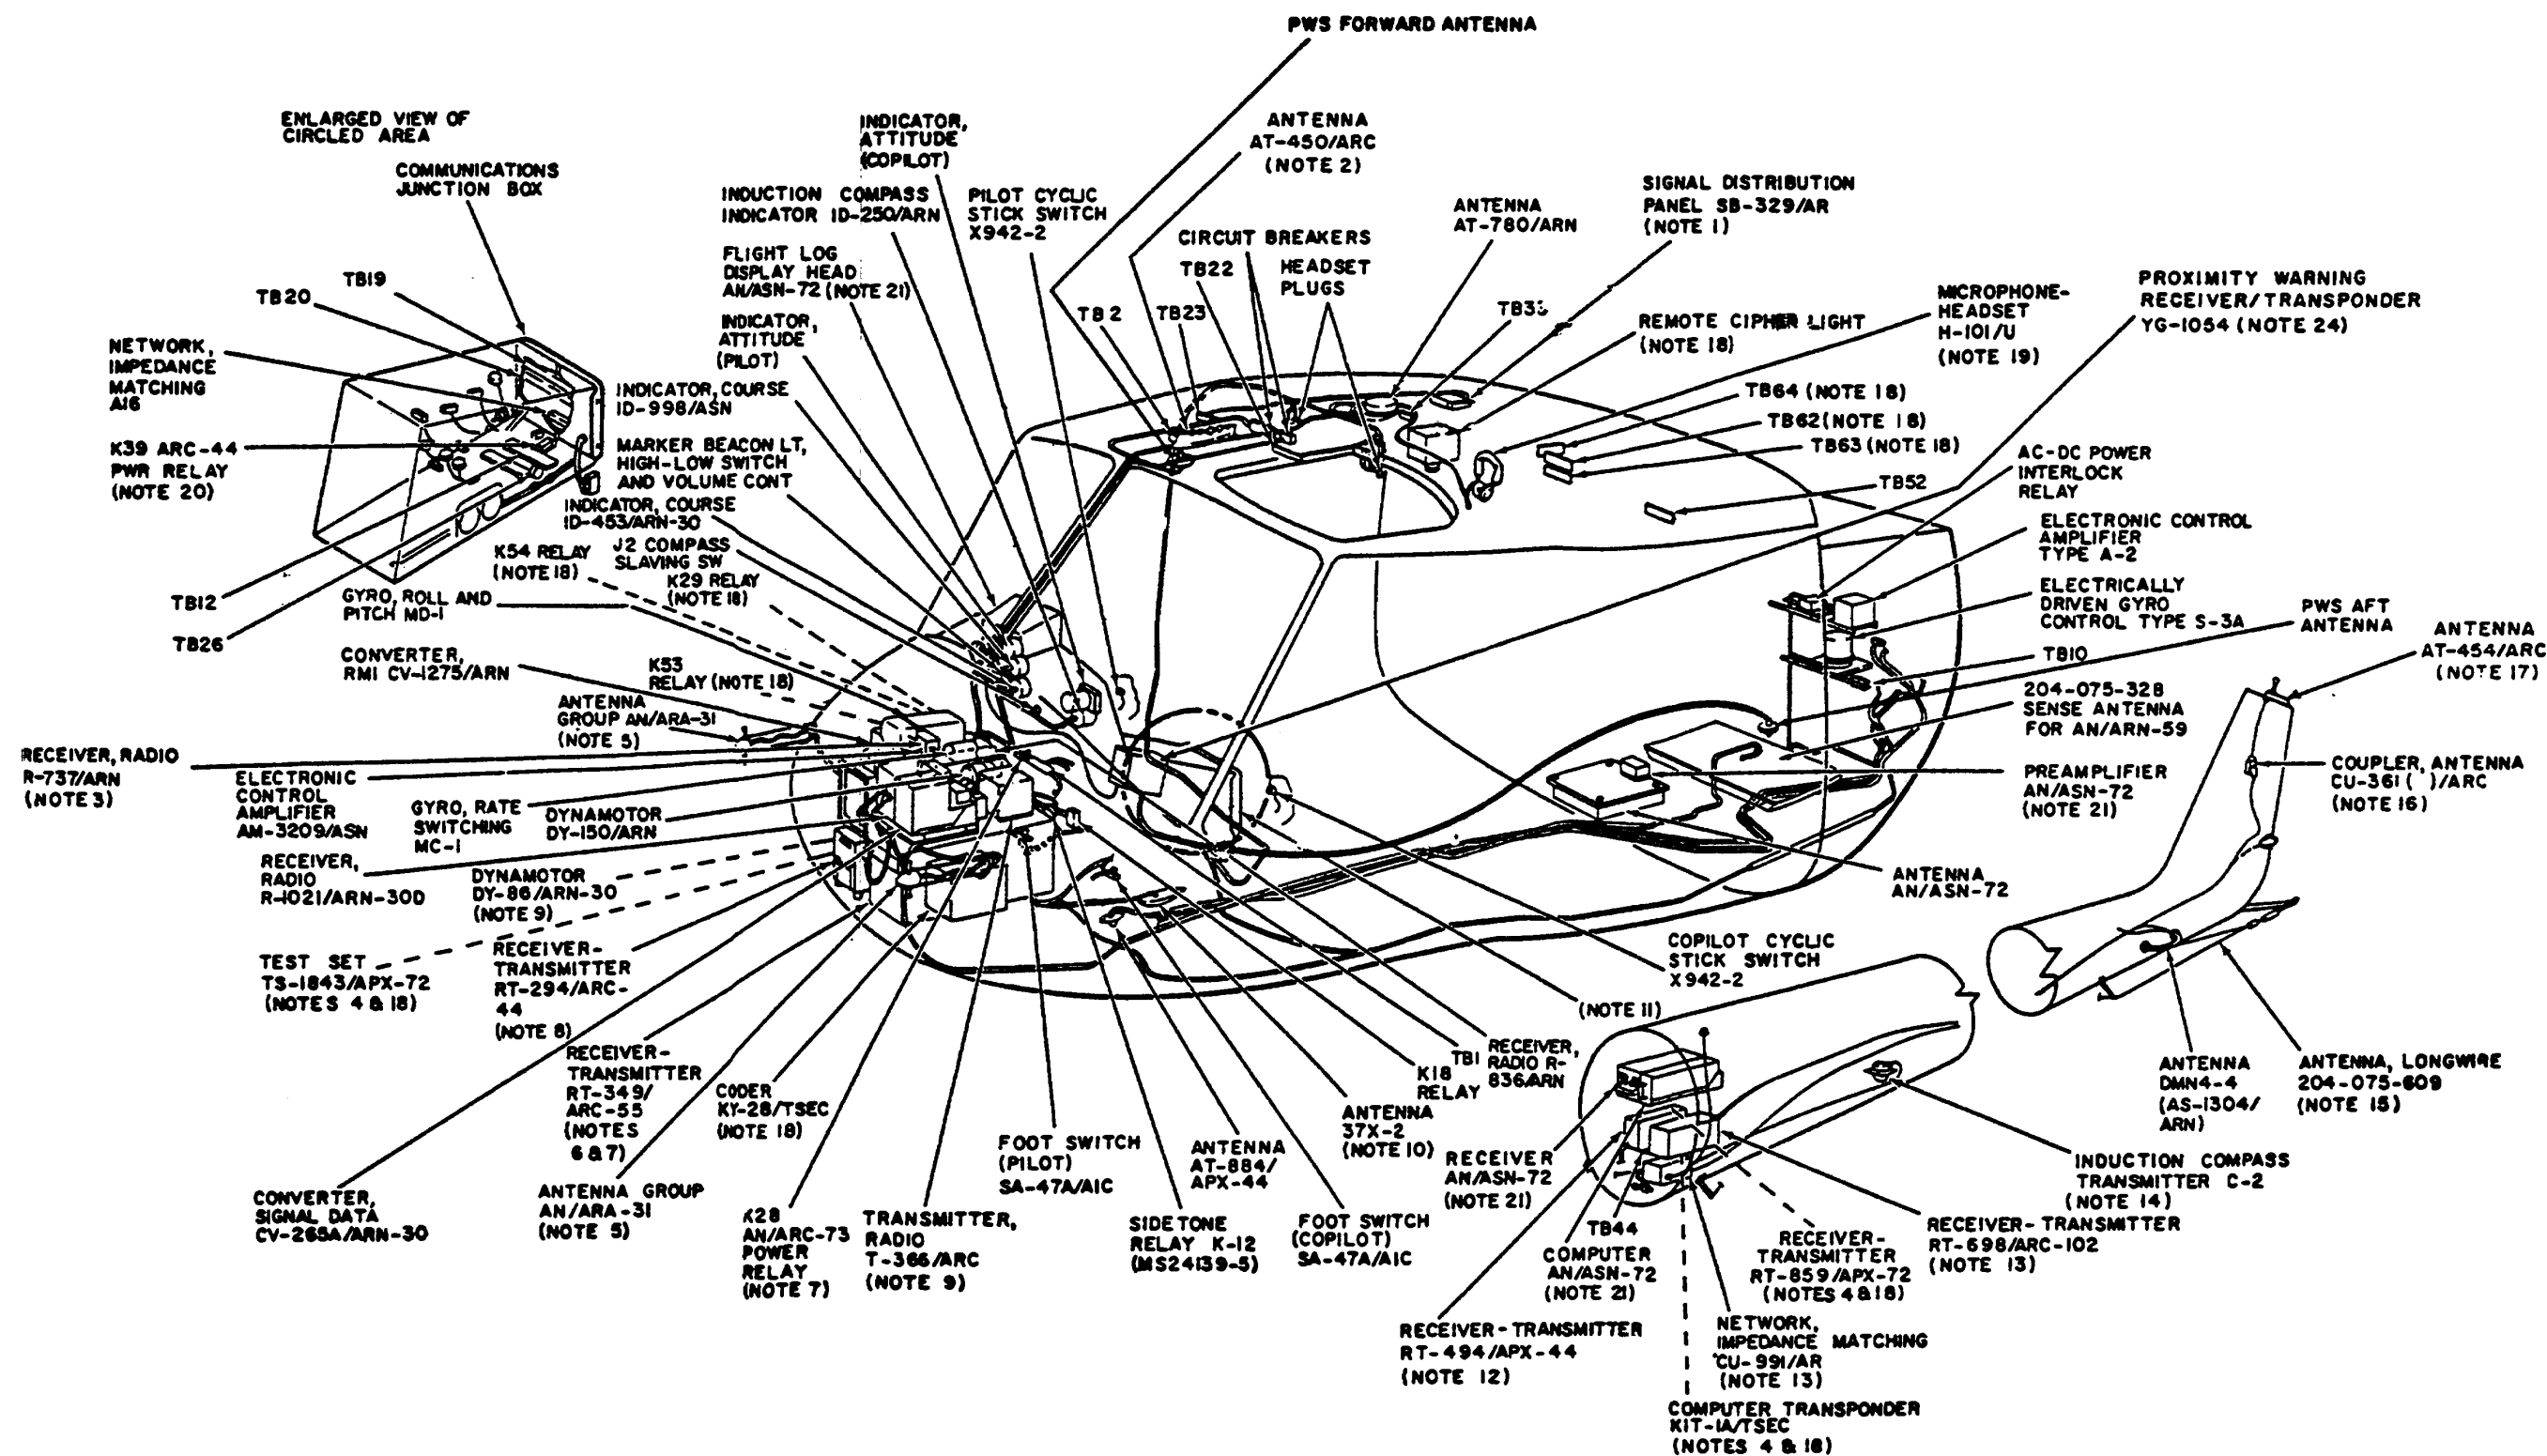 PWS FORWARD ANTENNA
ENLARGED VIEW OF
CIRCLED AREA
COMMUNICATIONS
JUNCTION BOX
INDICATOR,
ATTITUDE
(COPILOT)
ANTENNA
AT-450/ARC
(NOTE 2)
INDUCTION COMPASS
INDICATOR ID-250/ARN
PILOT CYCLIC
STICK SWITCH
X942-2
SIGNAL DISTRIBUTION
PANEL SB-329/AR
(NOTE 1)
ANTENNA
AT-780/ARN
CIRCUIT BREAKERS
TB22
HEADSET
PLUGS
FLIGHT LOG
DISPLAY HEAD
AN/ASN-72 (NOTE 21)
TB19
TB20
TB2
TB23
PROXIMITY WARNING
RECEIVER/TRANSPONDER
YG-1054 (NOTE 24)
MICROPHONE-
HEADSET
H-101/U
(NOTE 19)
REMOTE CIPHER LIGHT
(NOTE 18)
INDICATOR,
ATTITUDE
(PILOT)
NETWORK,
IMPEDANCE
MATCHING
A16
INDICATOR, COURSE
ID-998/ASN
TB64 (NOTE 18)
TB62 (NOTE 18)
TB63 (NOTE 18)
K39 ARC-44
PWR RELAY
(NOTE 20)
MARKER BEACON LT,
HIGH-LOW SWITCH
AND VOLUME CONT
AC-DC POWER
INTERLOCK
RELAY
TB52
INDICATOR, COURSE
ID-453/ARN-30
ELECTRONIC CONTROL
AMPLIFIER
TYPE A-2
K54 RELAY
(NOTE 18)
J2 COMPASS
SLAVING SW
K29 RELAY
(NOTE 18)
ELECTRICALLY
DRIVEN GYRO
CONTROL TYPE S-3A
TB12
GYRO, ROLL AND
PITCH MD-1
PWS AFT
ANTENNA
TB26
ANTENNA
AT-454/ARC
(NOTE 17)
TB10
CONVERTER,
RMI CV-1275/ARN
K53
RELAY (NOTE 18)
204-075-328
SENSE ANTENNA
FOR AN/ARN-59
ANTENNA
GROUP AN/ARA-31
(NOTE 5)
RECEIVER, RADIO
R-737/ARN
(NOTE 3)
ELECTRONIC
CONTROL
AMPLIFIER
AM-3209/ASN
GYRO, RATE
SWITCHING
MC-1
DYNAMOTOR
DY-150/ARN
PREAMPLIFIER
AN/ASN-72
(NOTE 21)
COUPLER, ANTENNA
CU-361 ( )/ARC
(NOTE 16)
RECEIVER,
RADIO
R-1021/ARN-30D
DYNAMOTOR
DY-86/ARN-30
(NOTE 9)
ANTENNA
AN/ASN-72
TEST SET
TS-1843/APX-72
(NOTES 4 & 18)
RECEIVER-
TRANSMITTER
RT-294/ARC-
44
(NOTE 8)
COPILOT CYCLIC
STICK SWITCH
X942-2
(NOTE 11)
RECEIVER-
TRANSMITTER
RT-349/
ARC-55
(NOTES
6 & 7)
CODER
KY-28/TSEC
(NOTE 18)
K18
RELAY
TB1
RECEIVER,
RADIO R-
836/ARN
ANTENNA
DMN4-4
(AS-1304/
ARN)
ANTENNA, LONGWIRE
204-075-609
(NOTE 15)
FOOT SWITCH
(PILOT)
SA-47A/AIC
ANTENNA
AT-884/
APX-44
ANTENNA
37X-2
(NOTE 10)
RECEIVER
AN/ASN-72
(NOTE 21)
INDUCTION COMPASS
TRANSMITTER C-2
(NOTE 14)
CONVERTER,
SIGNAL DATA
CV-265A/ARN-30
ANTENNA GROUP
AN/ARA-31
(NOTE 5)
K28
AN/ARC-73
POWER
RELAY
(NOTE 7)
TRANSMITTER,
RADIO
T-366/ARC
(NOTE 9)
SIDETONE
RELAY K-12
(MS24139-5)
FOOT SWITCH
(COPILOT)
SA-47A/AIC
TB44
COMPUTER
AN/ASN-72
(NOTE 21)
RECEIVER-
TRANSMITTER
RT-859/APX-72
(NOTES 4 & 18)
RECEIVER-TRANSMITTER
RT-698/ARC-102
(NOTE 13)
RECEIVER-TRANSMITTER
RT-494/APX-44
(NOTE 12)
NETWORK,
IMPEDANCE MATCHING
CU-991/AR
(NOTE 13)
COMPUTER TRANSPONDER
KIT-1A/TSEC
(NOTES 4 & 18)